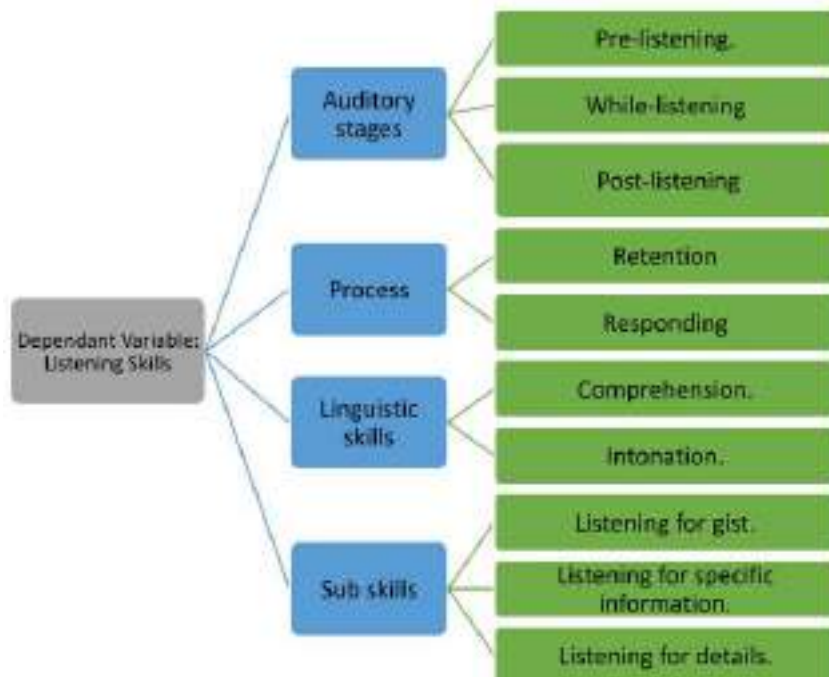 Pre-listening.
Auditory
stages
While-listening
Post-listening
Retention
Process
Responding
Dependant Variable:
Listening Skills
Comprehension.
Linguistic
skills
Intonation.
Listening for gist.
Sub skills
Listening for specific
information.
Listening for details.